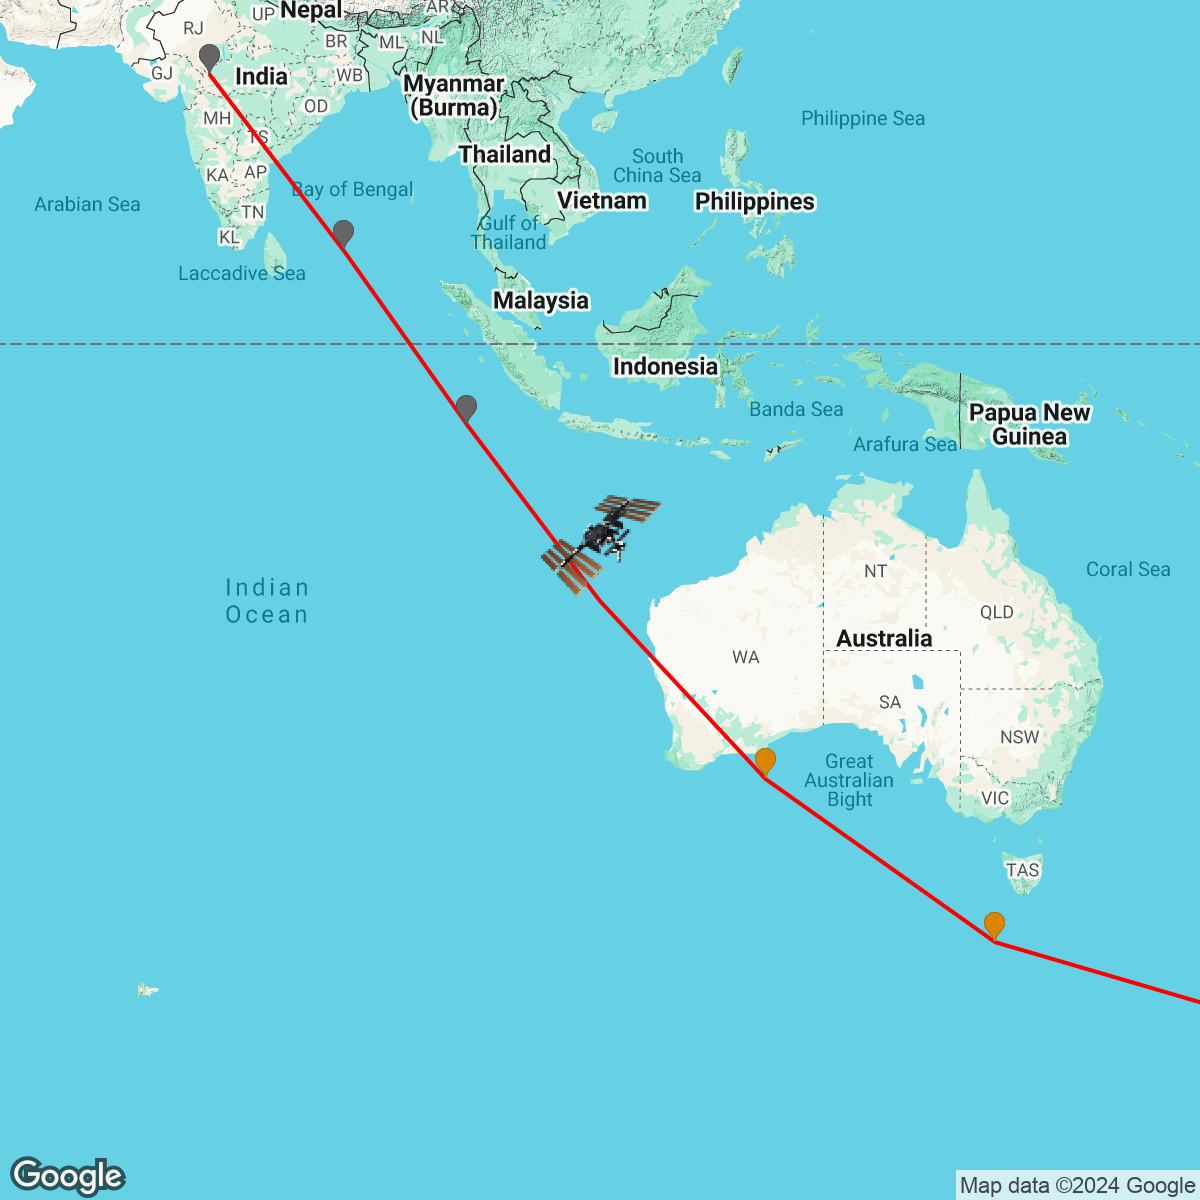 Nepal
AR
UP
RJ
BR
ML
NL
GJ
India
WB
Myanmar
(Burma)
MH
OD
Philippine Sea
TS
Thailand
South
China Sea
KA
AP
Bay of Bengal
Vietnam
Philippines
Arabian Sea
TN
Gulf of
Thailand
KL
Laccadive Sea
Malaysia
Indonesia
Banda Sea
Papua New
Guinea
Arafura Sea
Indian
Ocean
NT
Coral Sea
QLD
Australia
WA
SA
NSW
Great
Australian
Bight
VIC
TAS
Google
Map data ©2024 Google